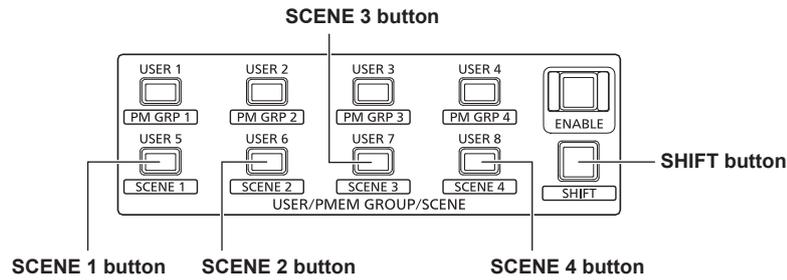 SCENE 3 button
USER 1 USER 2 USER 3 USER 4
PM GRP 1 PM GRP 2 PM GRP 3 PM GRP 4 ENABLE
USER 5 USER 6 USER 7 USER 8
SHIFT button
SCENE 1 SCENE 2 SCENE 3 SCENE 4 SHIFT
USER/PMEM GROUP/SCENE
SCENE 1 button SCENE 2 button SCENE 4 button